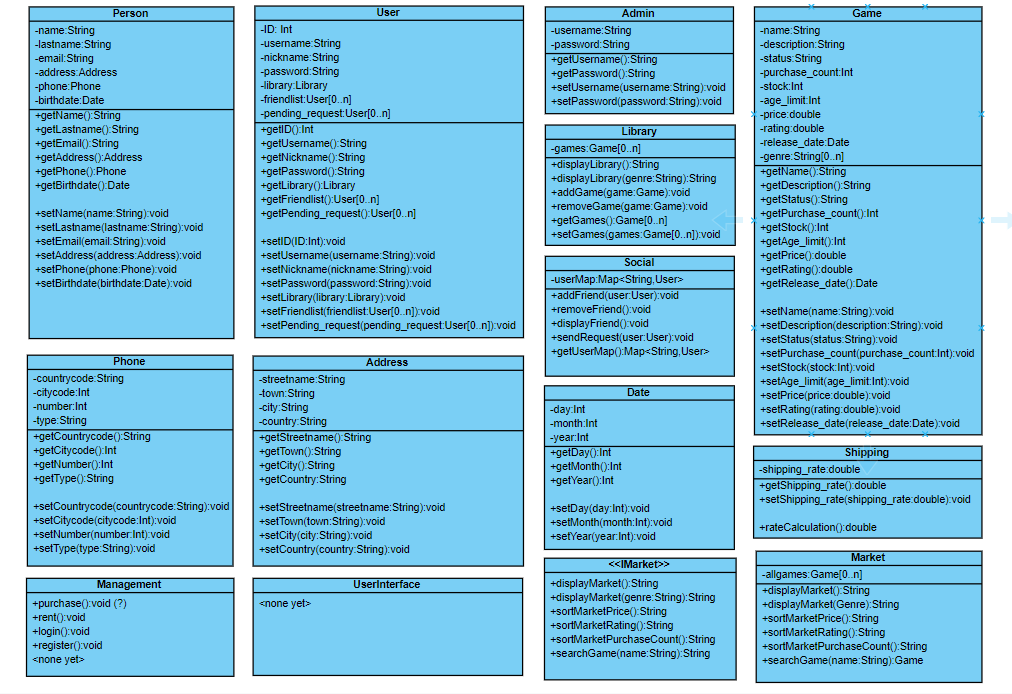 Person
-name:String
-lastname:String
-email:String
-address:Address
-phone:Phone
-birthdate:Date
+getName():String
+getLastname():String
+getEmail():String
+getAddress():Address
+getPhone():Phone
+getBirthdate():Date
+setName(name:String):void
+setLastname(lastname:String):void
+setEmail(email:String):void
+setAddress(address:Address):void
+setPhone(phone:Phone):void
+setBirthdate(birthdate:Date):void
User
-ID: Int
-username:String
-nickname:String
-password:String
-library:Library
-friendlist:User[0..n]
-pending_request:User[0..n]
+getID():Int
+getUsername():String
+getNickname():String
+getPassword():String
+getLibrary():Library
+getFriendlist():User[0..n]
+getPending_request():User[0..n]
+setID(ID:Int):void
+setUsername(username:String):void
+setNickname(nickname:String):void
+setPassword(password:String):void
+setLibrary(library:Library):void
+setFriendlist(friendlist:User[0..n]):void
+setPending_request(pending_request:User[0..n]):void
Admin
-username:String
-password:String
+getUsername():String
+getPassword():String
+setUsername(username:String):void
+setPassword(password:String):void
Library
-games:Game[0..n]
+displayLibrary():String
+displayLibrary(genre:String):String
+addGame(game:Game):void
+removeGame(game:Game):void
+getGames():Game[0..n]
+setGames(games:Game[0..n]):void
Social
-userMap:Map<String,User>
+addFriend(user:User):void
+removeFriend():void
+displayFriend():void
+sendRequest(user:User):void
+getUserMap():Map<String,User>
Game
-name:String
-description:String
-status:String
-purchase_count:Int
-stock:Int
-age_limit:Int
-price:double
-rating:double
-release_date:Date
-genre:String[0..n]
+getName():String
+getDescription():String
+getStatus():String
+getPurchase_count():Int
+getStock():Int
+getAge_limit():Int
+getPrice():double
+getRating():double
+getRelease_date():Date
+setName(name:String):void
+setDescription(description:String):void
+setStatus(status:String):void
+setPurchase_count(purchase_count:Int):void
+setStock(stock:Int):void
+setAge_limit(age_limit:Int):void
+setPrice(price:double):void
+setRating(rating:double):void
+setRelease_date(release_date:Date):void
Phone
-countrycode:String
-citycode:Int
-number:Int
-type:String
+getCountrycode():String
+getCitycode():Int
+getNumber():Int
+getType():String
+setCountrycode(countrycode:String):void
+setCitycode(citycode:Int):void
+setNumber(number:Int):void
+setType(type:String):void
Address
-streetname:String
-town:String
-city:String
-country:String
+getStreetname():String
+getTown():String
+getCity():String
+getCountry:String
+setStreetname(streetname:String):void
+setTown(town:String):void
+setCity(city:String):void
+setCountry(country:String):void
Date
-day:Int
-month:Int
-year:Int
+getDay():Int
+getMonth():Int
+getYear():Int
+setDay(day:Int):void
+setMonth(month:Int):void
+setYear(year:Int):void
Shipping
-shipping_rate:double
+getShipping_rate():double
+setShipping_rate(shipping_rate:double):void
+rateCalculation():double
Management
+purchase():void (?)
+rent():void
+login():void
+register():void
<none yet>
UserInterface
<none yet>
<<IMarket>>
+displayMarket():String
+displayMarket(genre:String):String
+sortMarketPrice():String
+sortMarketRating():String
+sortMarketPurchaseCount():String
+searchGame(name:String):String
Market
-allgames:Game[0..n]
+displayMarket():String
+displayMarket(Genre):String
+sortMarketPrice():String
+sortMarketRating():String
+sortMarketPurchaseCount():String
+searchGame(name:String):Game